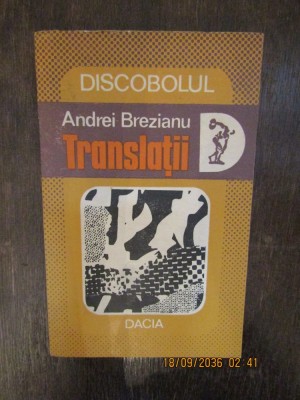 DISCOBOLUL
Andrei Brezianu
Translații
D
DACIA
18/09/2036 02:41